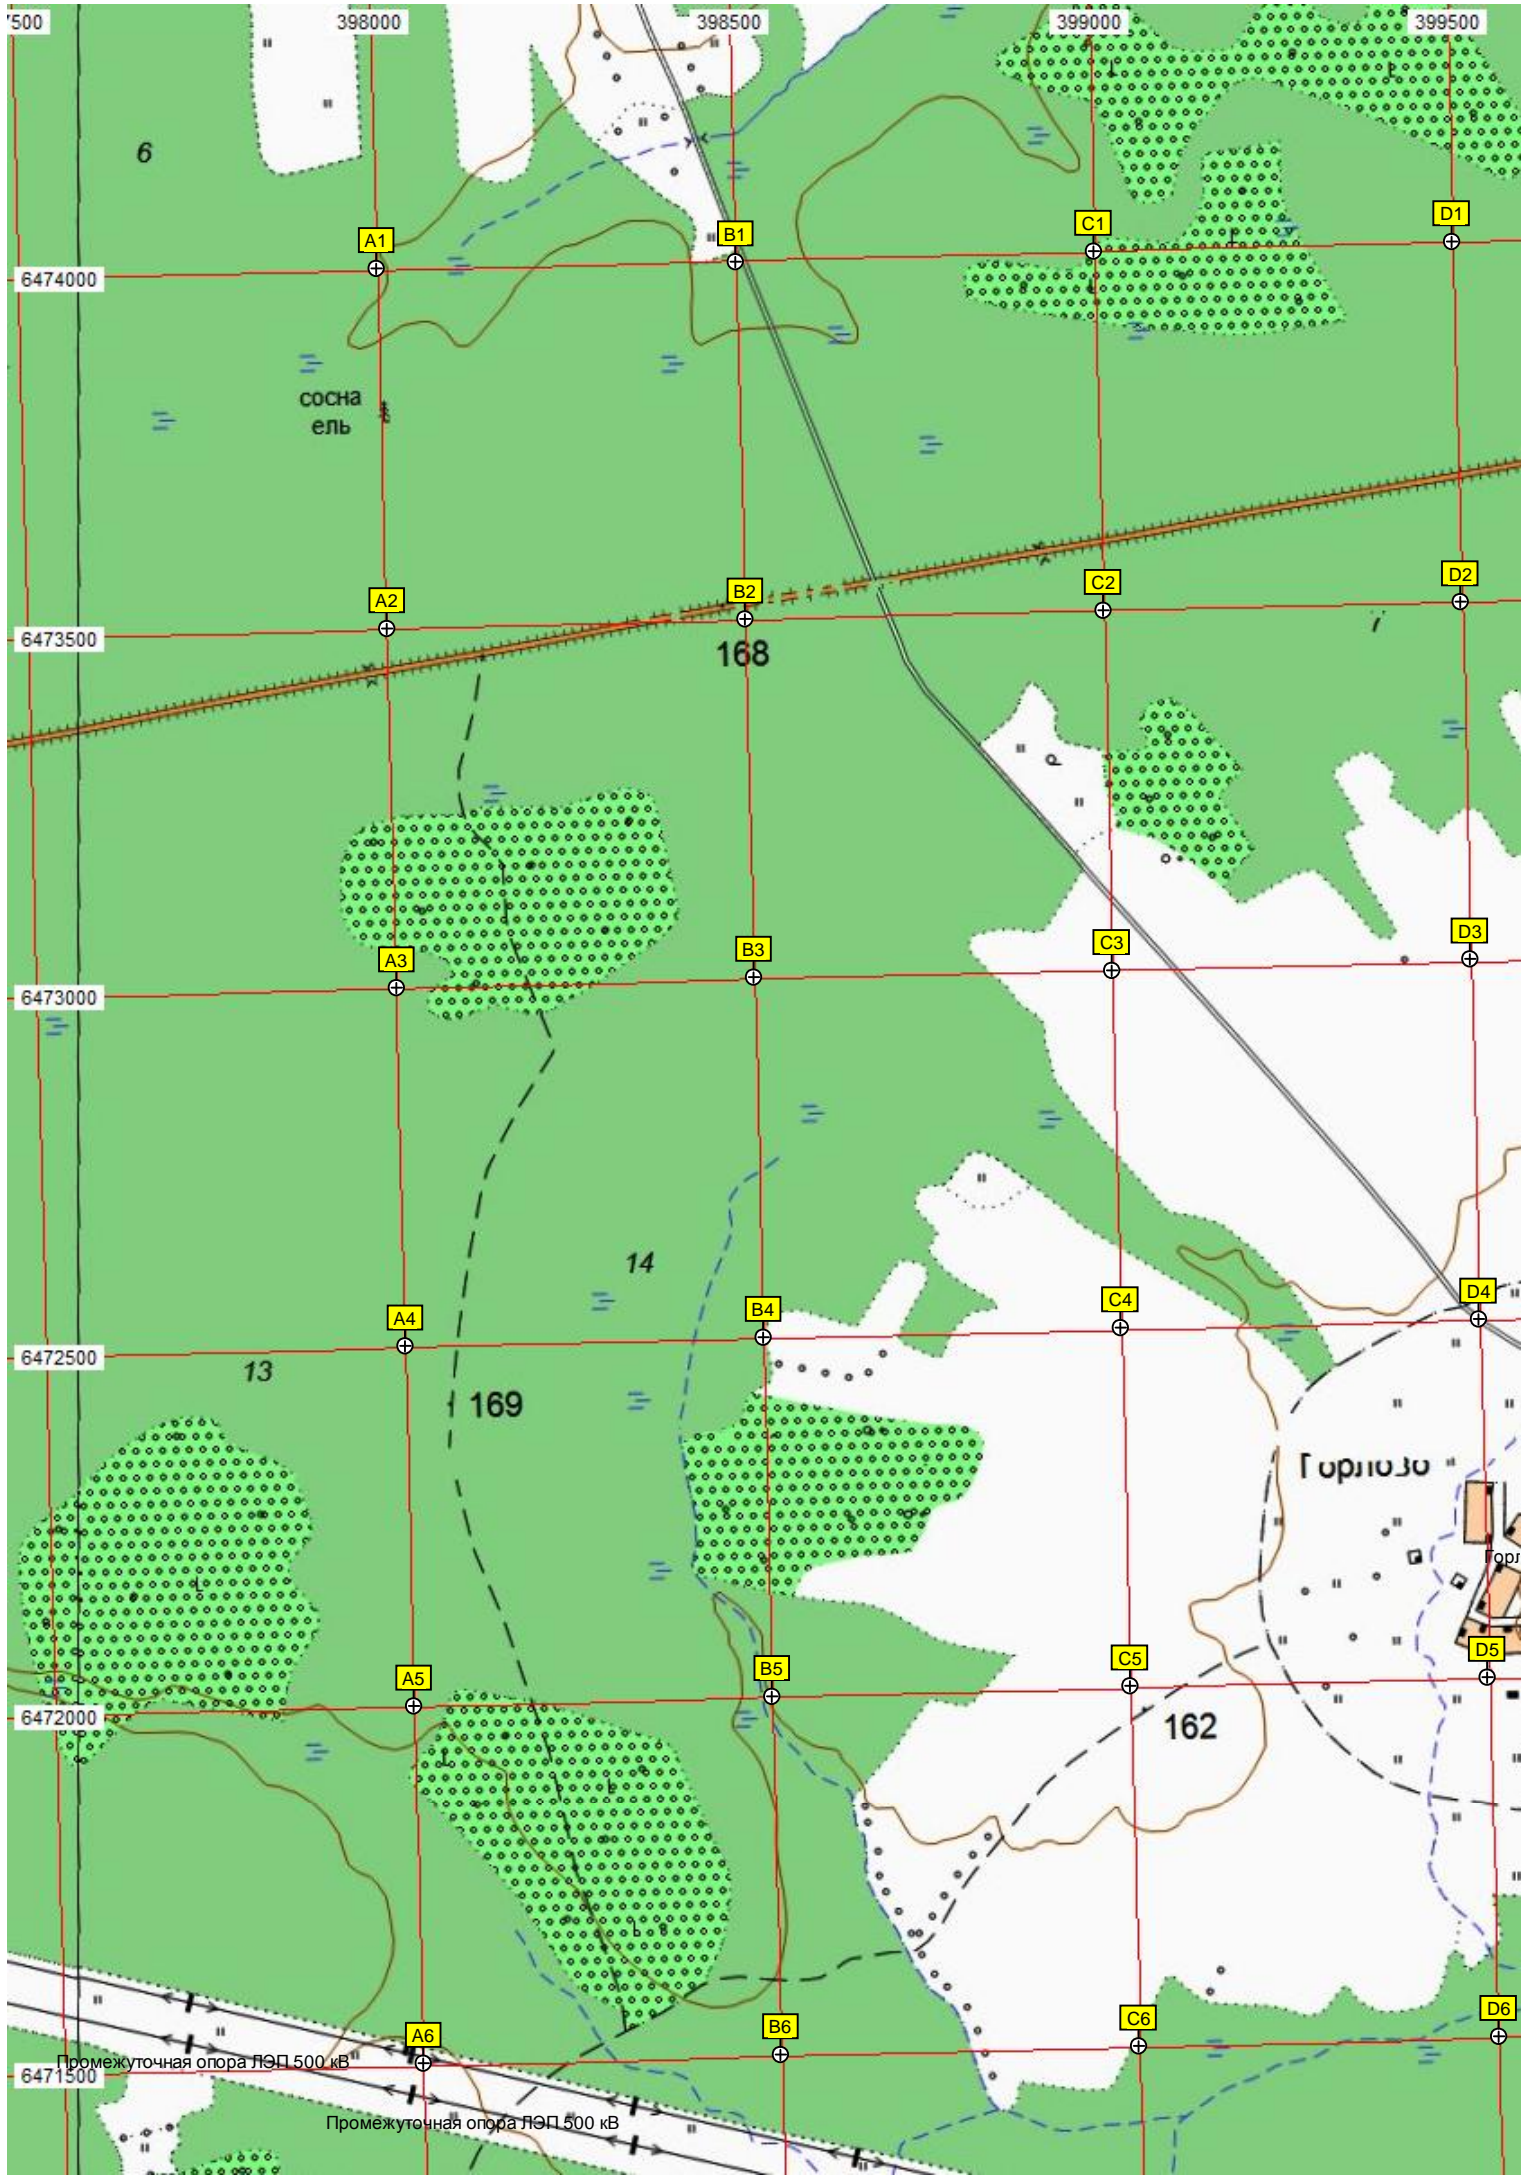 7500 398000 398500 399000 399500
6
A1 B1 C1 D1
6474000
сосна
ель
A2 B2 C2 D2
6473500
7
168
A3 B3 C3 D3
6473000
14
A4 B4 C4 D4
6472500
13
169
Горлозо
Горл
A5 B5 C5 D5
6472000
162
A6 B6 C6 D6
Промежуточная опора ЛЭП 500 кВ
6471500
Промежуточная опора ЛЭП 500 кВ